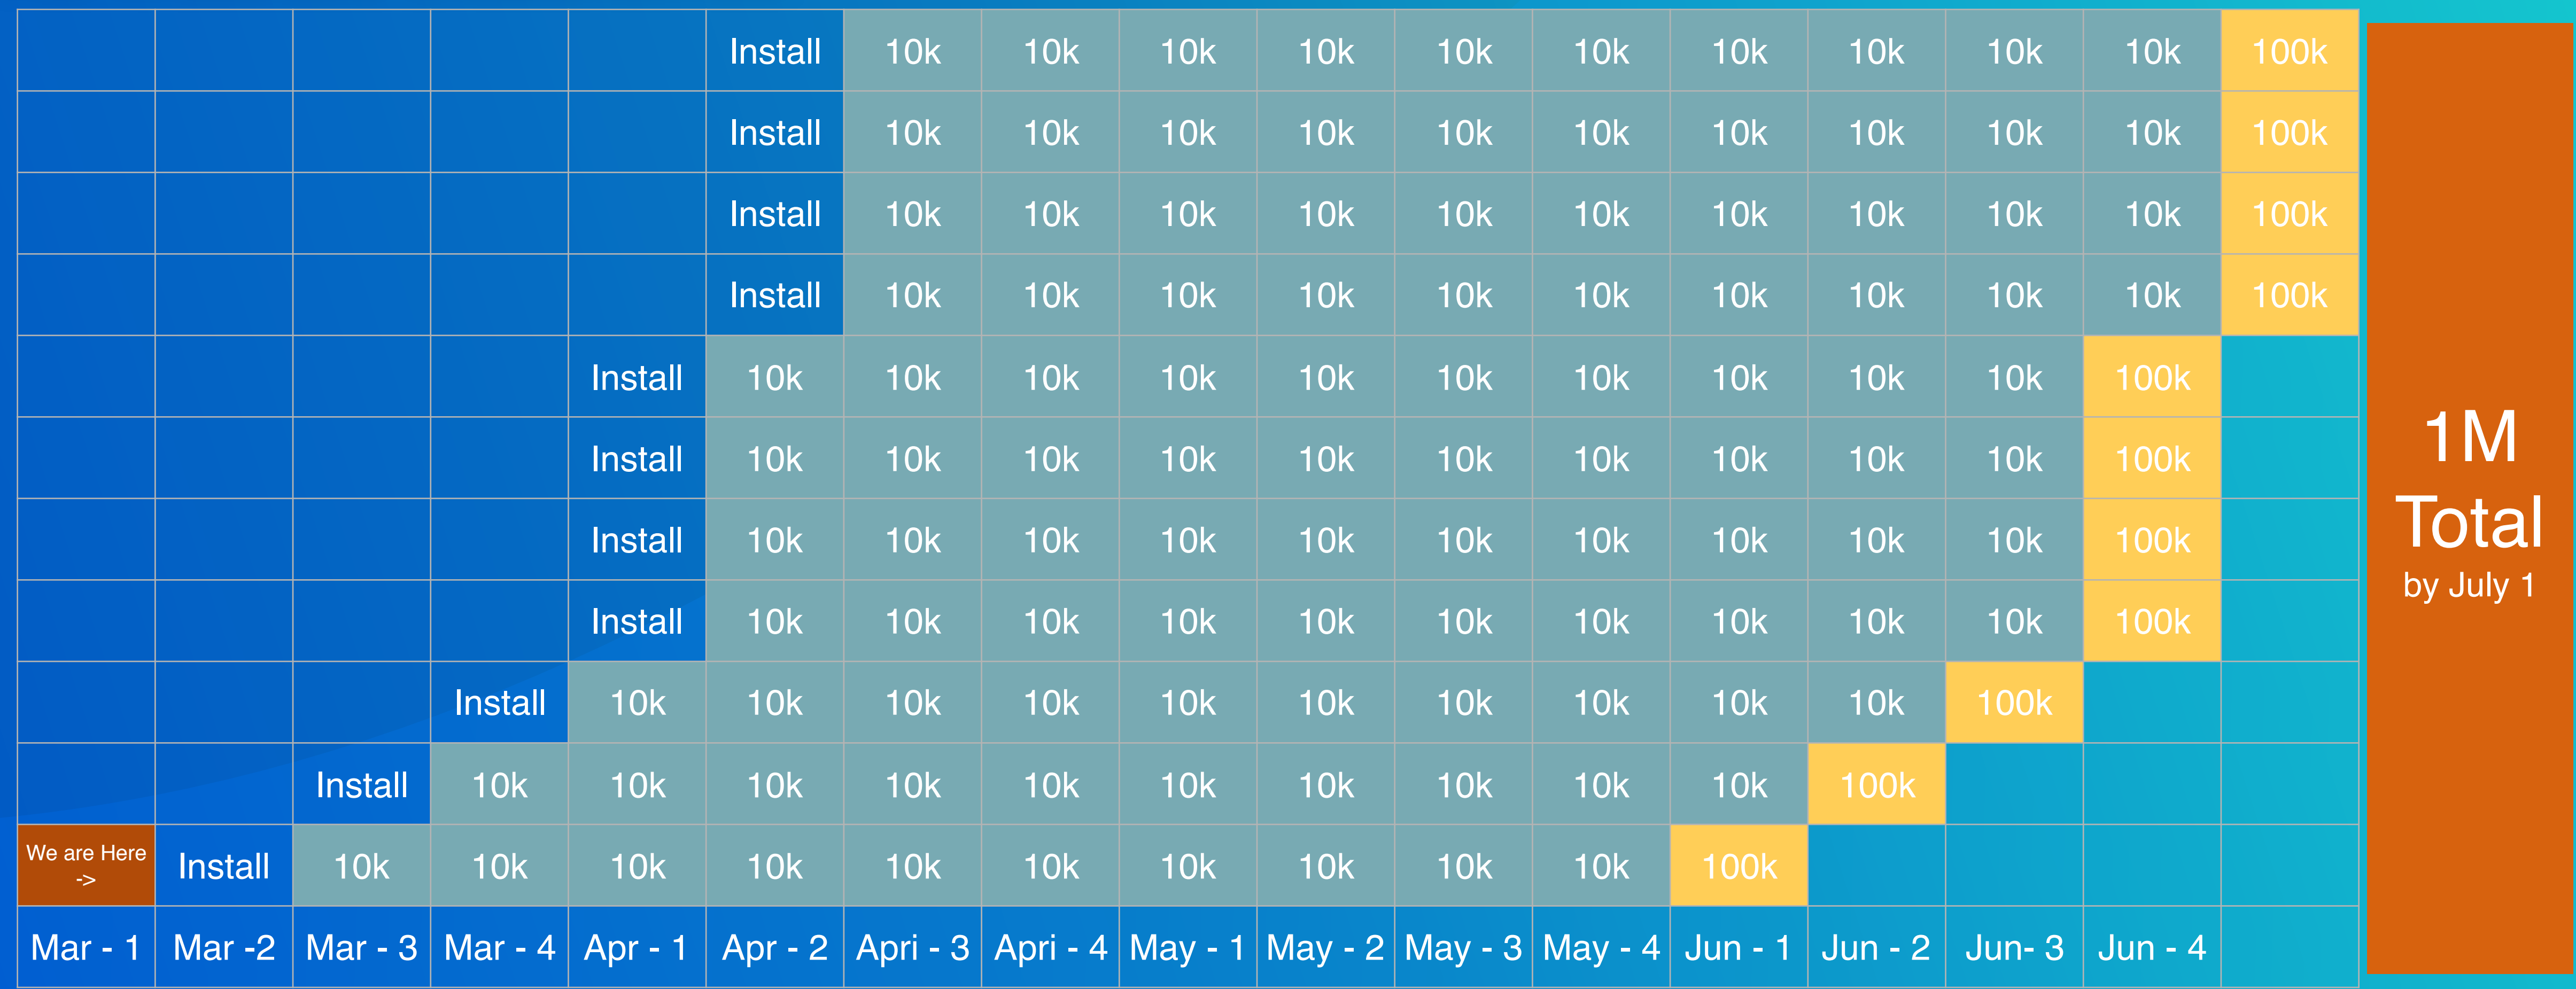 Install 10k 10k 10k 10k 10k 10k 10k 10k 10k 10k 100k
Install 10k 10k 10k 10k 10k 10k 10k 10k 10k 10k 100k
Install 10k 10k 10k 10k 10k 10k 10k 10k 10k 10k 100k
Install 10k 10k 10k 10k 10k 10k 10k 10k 10k 10k 100k
Install 10k 10k 10k 10k 10k 10k 10k 10k 10k 10k 100k
Install 10k 10k 10k 10k 10k 10k 10k 10k 10k 10k 100k
Install 10k 10k 10k 10k 10k 10k 10k 10k 10k 10k 100k
Install 10k 10k 10k 10k 10k 10k 10k 10k 10k 10k 100k
Install 10k 10k 10k 10k 10k 10k 10k 10k 10k 10k 100k
Install 10k 10k 10k 10k 10k 10k 10k 10k 10k 10k 100k
We are Here
->
Install 10k 10k 10k 10k 10k 10k 10k 10k 10k 10k 100k
Mar - 1 Mar -2 Mar - 3 Mar - 4 Apr - 1 Apr - 2 Apri - 3 Apri - 4 May - 1 May - 2 May - 3 May - 4 Jun - 1 Jun - 2 Jun- 3 Jun - 4
1M
Total
by July 1